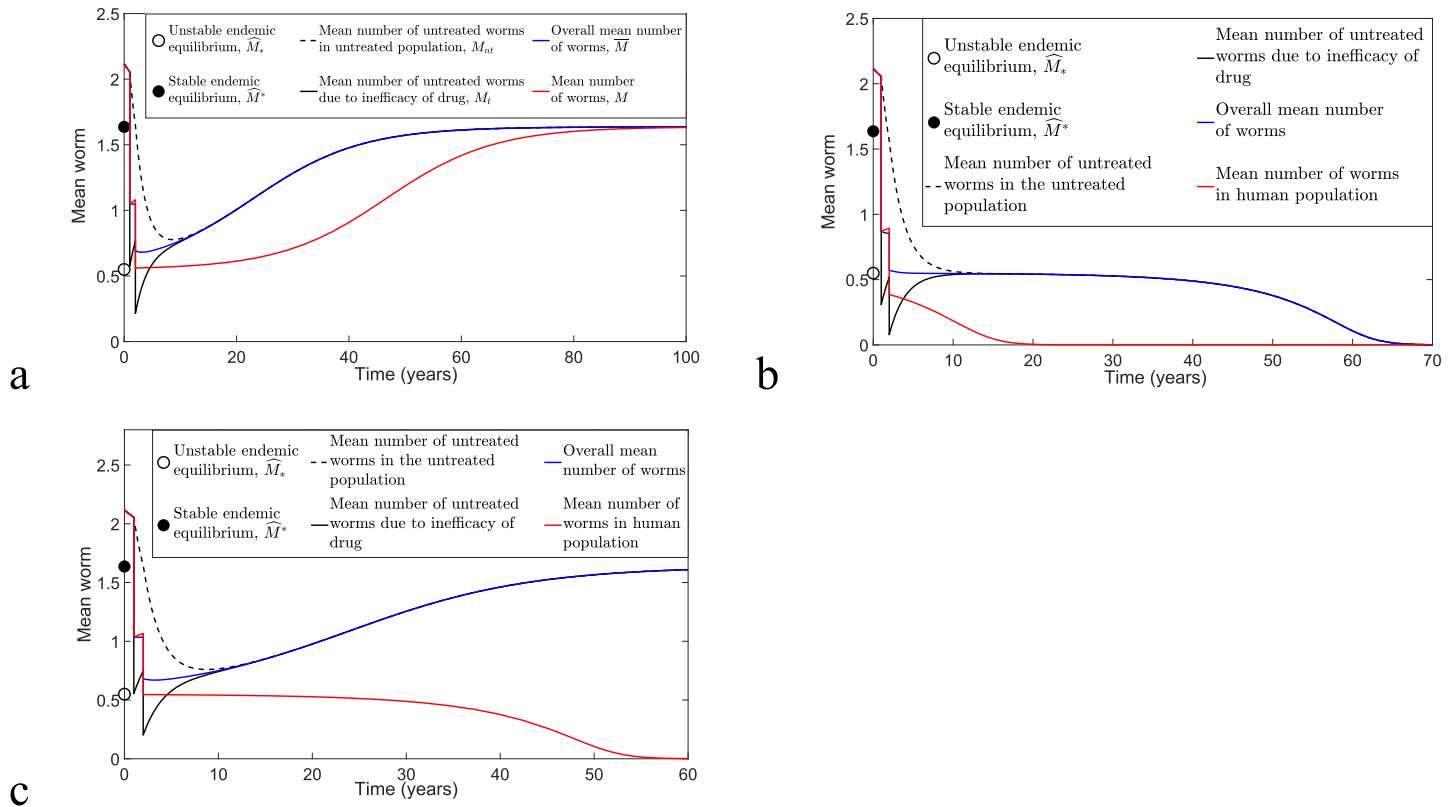 a
2.5
2
1.5
1
0.5
0
Mean worm
0 20 40 60 80 100
Time (years)
Unstable endemic
equilibrium, M̂*
Stable endemic
equilibrium, M̂*
Mean number of untreated worms
in untreated population, Mnt
Mean number of untreated worms
due to inefficacy of drug, Mt
Overall mean number
of worms, M̄
Mean number
of worms, M
b
2.5
2
1.5
1
0.5
0
Mean worm
0 10 20 30 40 50 60 70
Time (years)
Unstable endemic
equilibrium, M̂*
Stable endemic
equilibrium, M̂*
Mean number of untreated
worms in the untreated
population
Mean number of untreated
worms due to inefficacy of
drug
Overall mean number
of worms
Mean number of worms
in human population
c
2.5
2
1.5
1
0.5
0
Mean worm
0 10 20 30 40 50 60
Time (years)
Unstable endemic
equilibrium, M̂*
Stable endemic
equilibrium, M̂*
Mean number of untreated
worms in the untreated
population
Mean number of untreated
worms due to inefficacy of
drug
Overall mean
number of worms
Mean number of
worms in human
population